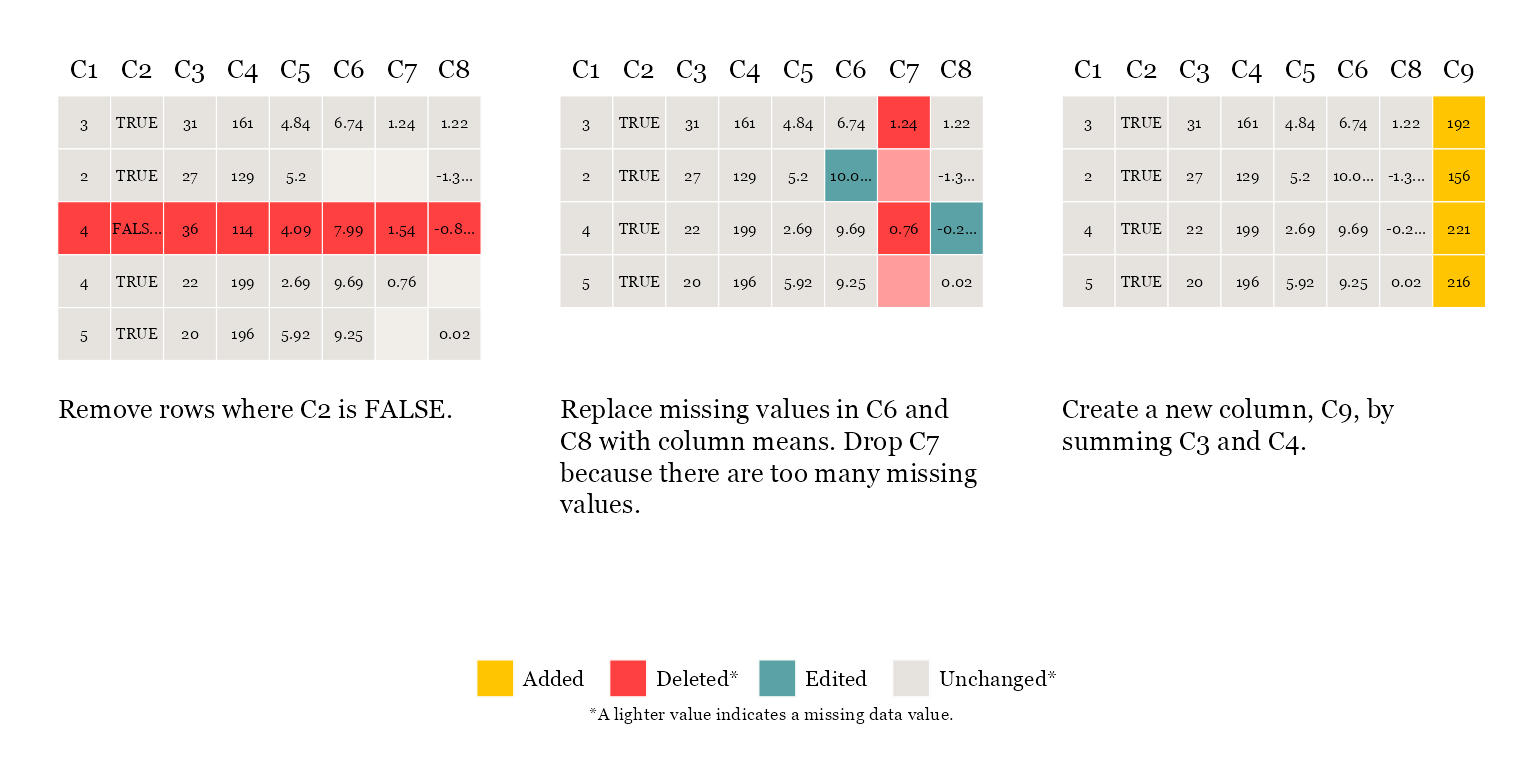 C1 C2 C3 C4 C5 C6 C7 C8
3 TRUE 31 161 4.84 6.74 1.24 1.22
2 TRUE 27 129 5.2 -1.3...
4 FALS... 36 114 4.09 7.99 1.54 -0.8...
4 TRUE 22 199 2.69 9.69 0.76
5 TRUE 20 196 5.92 9.25 0.02
Remove rows where C2 is FALSE.
C1 C2 C3 C4 C5 C6 C7 C8
3 TRUE 31 161 4.84 6.74 1.24 1.22
2 TRUE 27 129 5.2 10.0... -1.3...
4 TRUE 22 199 2.69 9.69 0.76 -0.2...
5 TRUE 20 196 5.92 9.25 0.02
Replace missing values in C6 and
C8 with column means. Drop C7
because there are too many missing
values.
C1 C2 C3 C4 C5 C6 C8 C9
3 TRUE 31 161 4.84 6.74 1.22 192
2 TRUE 27 129 5.2 10.0... -1.3... 156
4 TRUE 22 199 2.69 9.69 -0.2... 221
5 TRUE 20 196 5.92 9.25 0.02 216
Create a new column, C9, by
summing C3 and C4.
Added Deleted* Edited Unchanged*
*A lighter value indicates a missing data value.